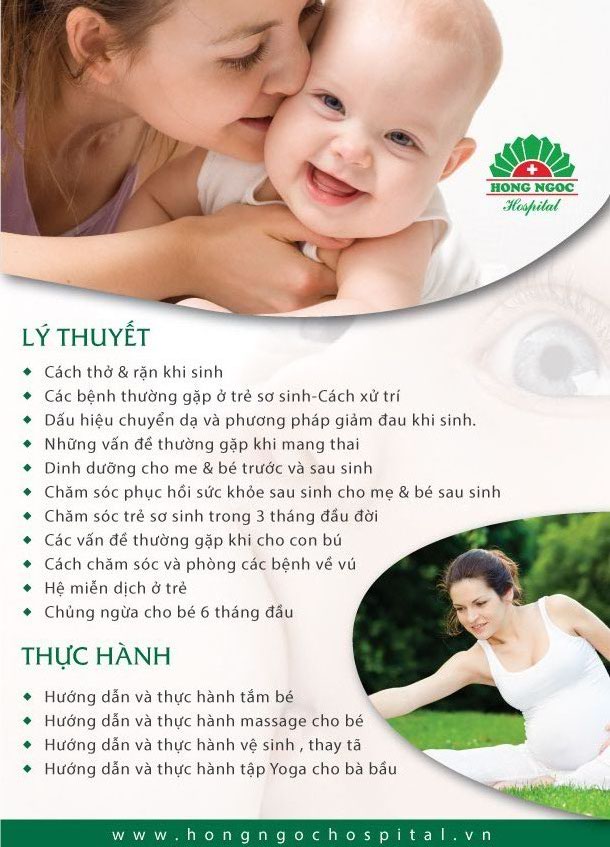 HONG NGOC
Hospital
LÝ THUYẾT
Cách thở & rặn khi sinh
Các bệnh thường gặp ở trẻ sơ sinh-Cách xử trí
Dấu hiệu chuyển dạ và phương pháp giảm đau khi sinh.
Những vấn đề thường gặp khi mang thai
Dinh dưỡng cho mẹ & bé trước và sau sinh
Chăm sóc phục hồi sức khỏe sau sinh cho mẹ & bé sau sinh
Chăm sóc trẻ sơ sinh trong 3 tháng đầu đời
Các vấn đề thường gặp khi cho con bú
Cách chăm sóc và phòng các bệnh về vú
Hệ miễn dịch ở trẻ
Chủng ngừa cho bé 6 tháng đầu
THỰC HÀNH
Hướng dẫn và thực hành tắm bé
Hướng dẫn và thực hành massage cho bé
Hướng dẫn và thực hành vệ sinh , thay tã
Hướng dẫn và thực hành tập Yoga cho bà bầu
www.hongngochospital.vn